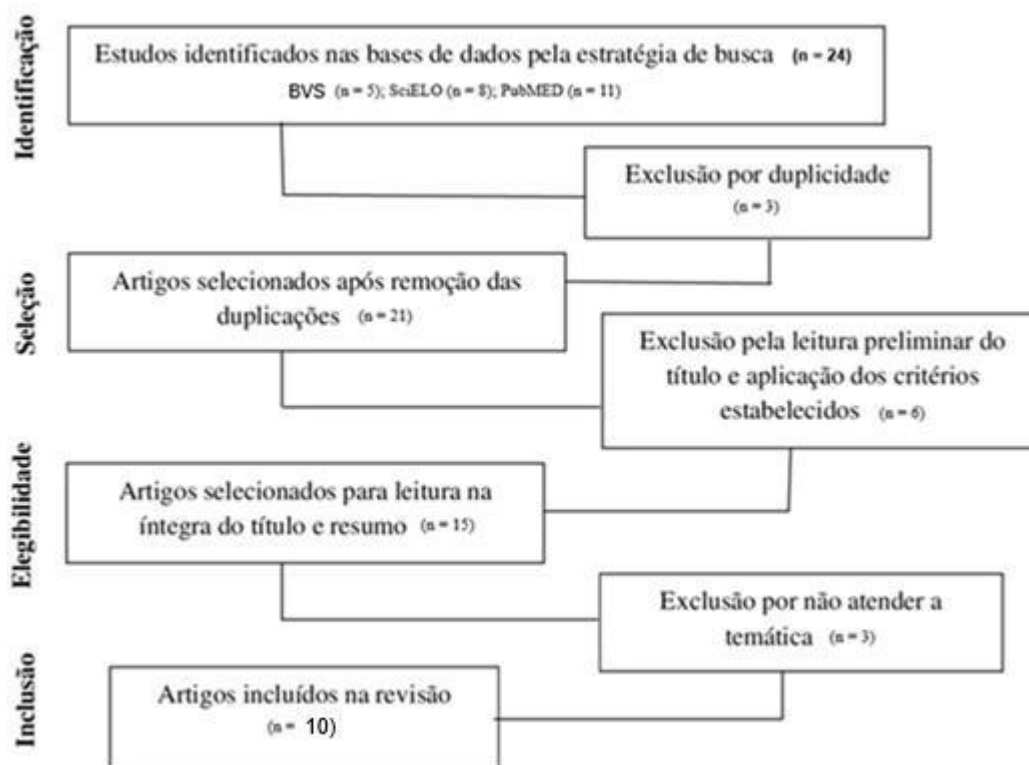 Identificação
Estudos identificados nas bases de dados pela estratégia de busca (n = 24)
BVS (n = 5); SciELO (n = 8); PubMED (n = 11)
Exclusão por duplicidade
(n = 3)
Seleção
Artigos selecionados após remoção das
duplicações (n = 21)
Exclusão pela leitura preliminar do
título e aplicação dos critérios
estabelecidos (n = 6)
Elegibilidade
Artigos selecionados para leitura na
íntegra do título e resumo (n = 15)
Exclusão por não atender a
temática (n = 3)
Inclusão
Artigos incluídos na revisão
(n = 10)